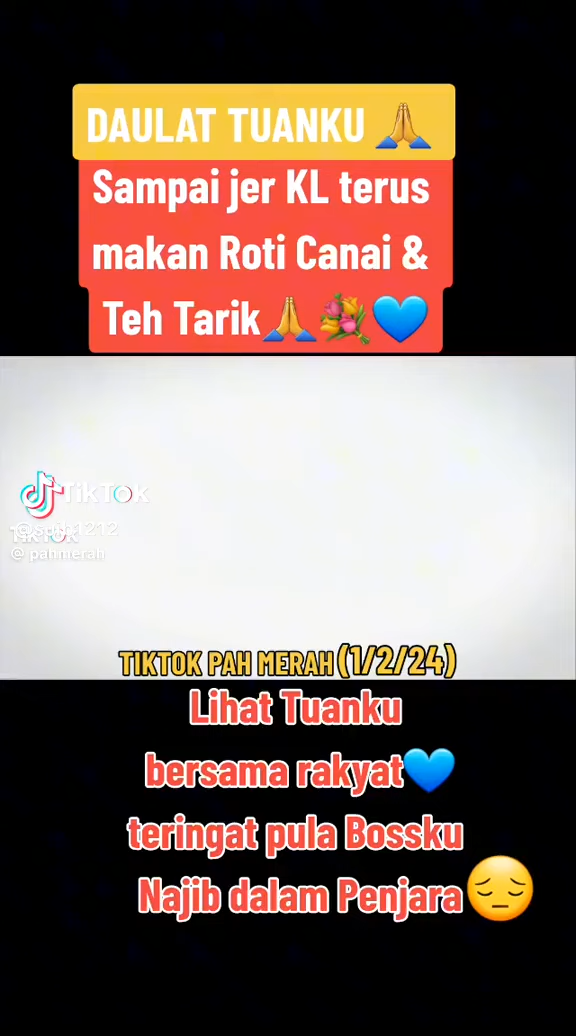 DAULAT TUANKU 🙏
Sampai jer KL terus
makan Roti Canai &
Teh Tarik🙏💐💙
TikTok
TikTok
@ pahmerah
TIKTOK PAH MERAH (1/2/24)
Lihat Tuanku
bersama rakyat💙
teringat pula Bossku
Najib dalam Penjara😔